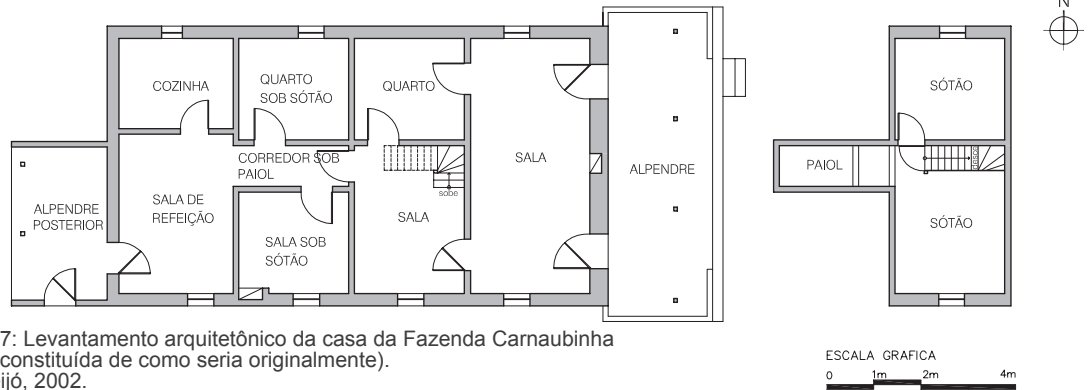 N
COZINHA
QUARTO
SOB SÓTÃO
QUARTO
CORREDOR SOB
PAIOL
SALA
ALPENDRE
ALPENDRE
POSTERIOR
SALA DE
REFEIÇÃO
SALA SOB
SÓTÃO
sobe
SALA
SÓTÃO
PAIOL
desce
SÓTÃO
7: Levantamento arquitetônico da casa da Fazenda Carnaubinha
constituída de como seria originalmente).
ijó, 2002.
ESCALA GRAFICA
0 1m 2m 4m